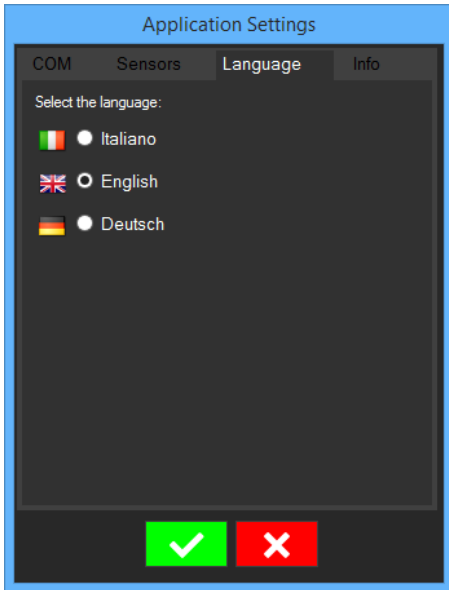 Application Settings
COM Sensors Language Info
Select the language:
Italiano
English
Deutsch